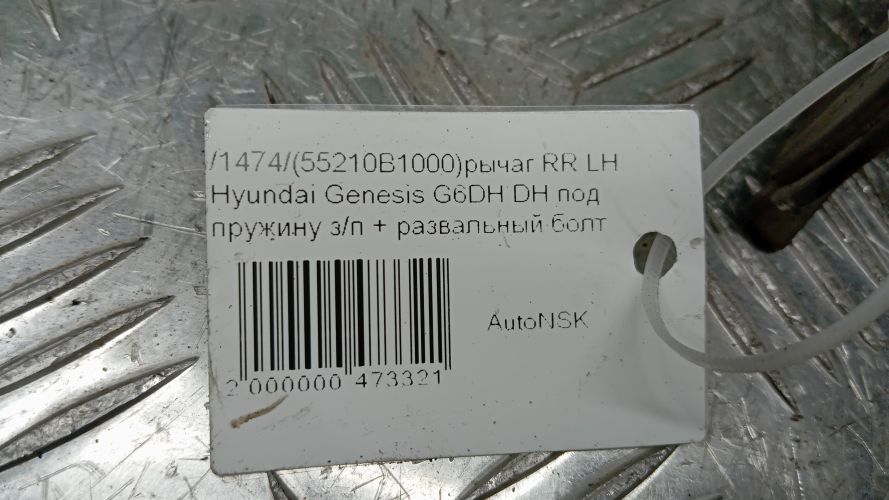 /1474/(55210B1000)рычаг RR LH
Hyundai Genesis G6DH DH под
пружину з/п + развальный болт
AutoNSK
2 000000 473321